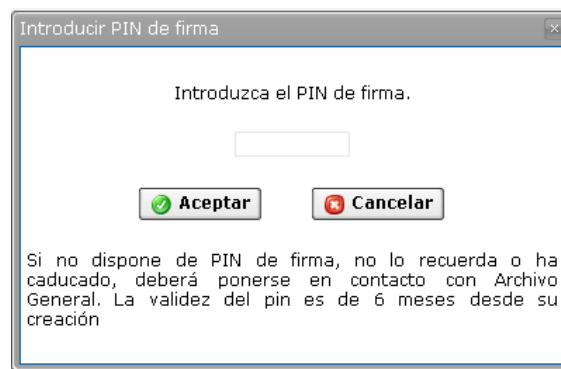 Introducir PIN de firma
Introduzca el PIN de firma.
Aceptar Cancelar
Si no dispone de PIN de firma, no lo recuerda o ha
caducado, deberá ponerse en contacto con Archivo
General. La validez del pin es de 6 meses desde su
creación